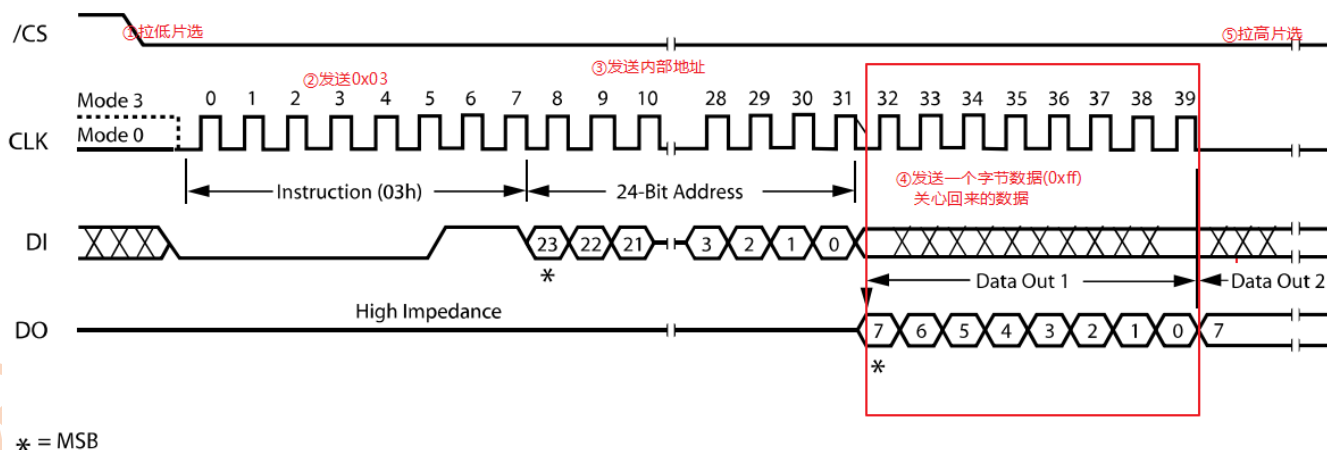 /CS
①拉低片选
⑤拉高片选
②发送0x03
③发送内部地址
Mode 3
0 1 2 3 4 5 6 7 8 9 10 28 29 30 31 32 33 34 35 36 37 38 39
CLK
Mode 0
Instruction (03h)
24-Bit Address
④发送一个字节数据(0xff)
关心回来的数据
DI
23 22 21 3 2 1 0
*
Data Out 1
Data Out 2
High Impedance
DO
7 6 5 4 3 2 1 0 7
*
* = MSB